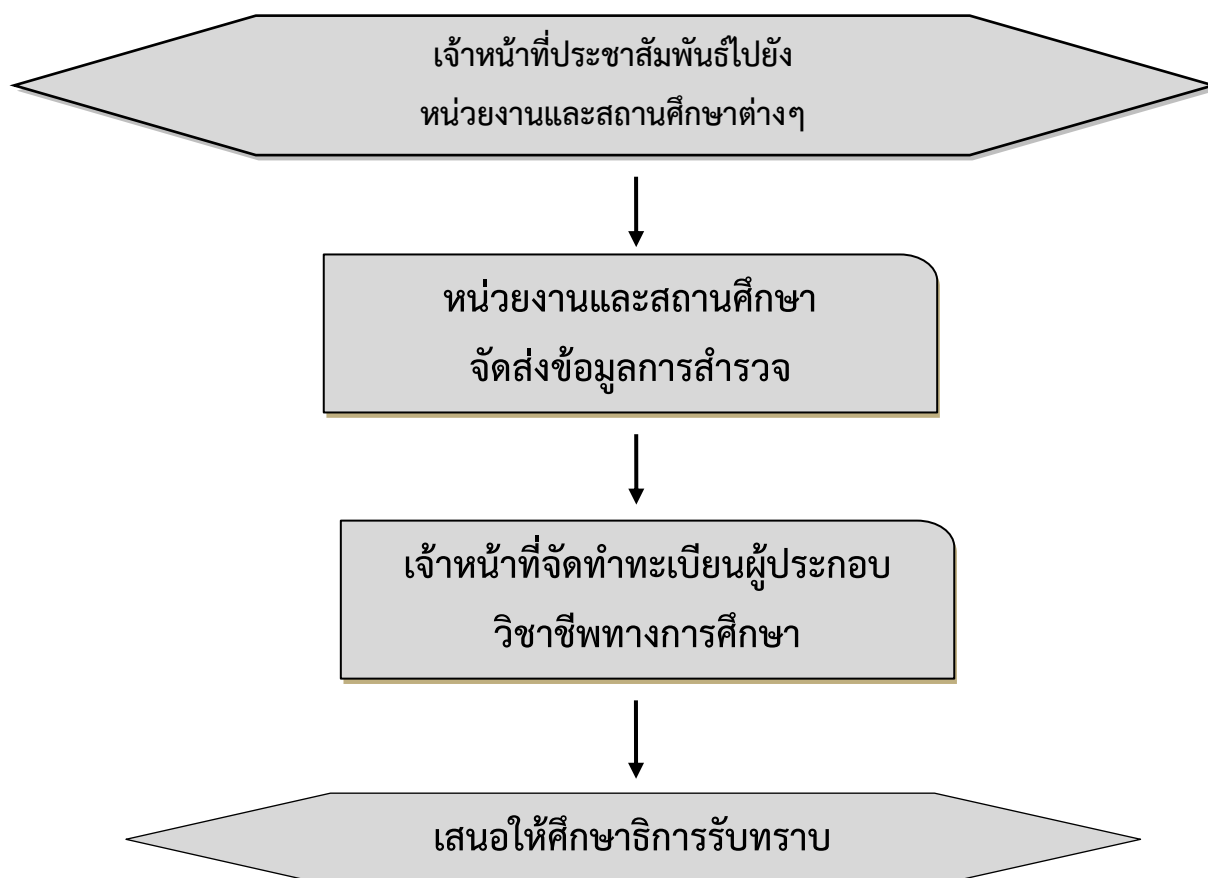 เจ้าหน้าที่ประชาสัมพันธ์ไปยัง
หน่วยงานและสถานศึกษาต่างๆ
หน่วยงานและสถานศึกษา
จัดส่งข้อมูลการสำรวจ
เจ้าหน้าที่จัดทำทะเบียนผู้ประกอบ
วิชาชีพทางการศึกษา
เสนอให้ศึกษาธิการรับทราบ